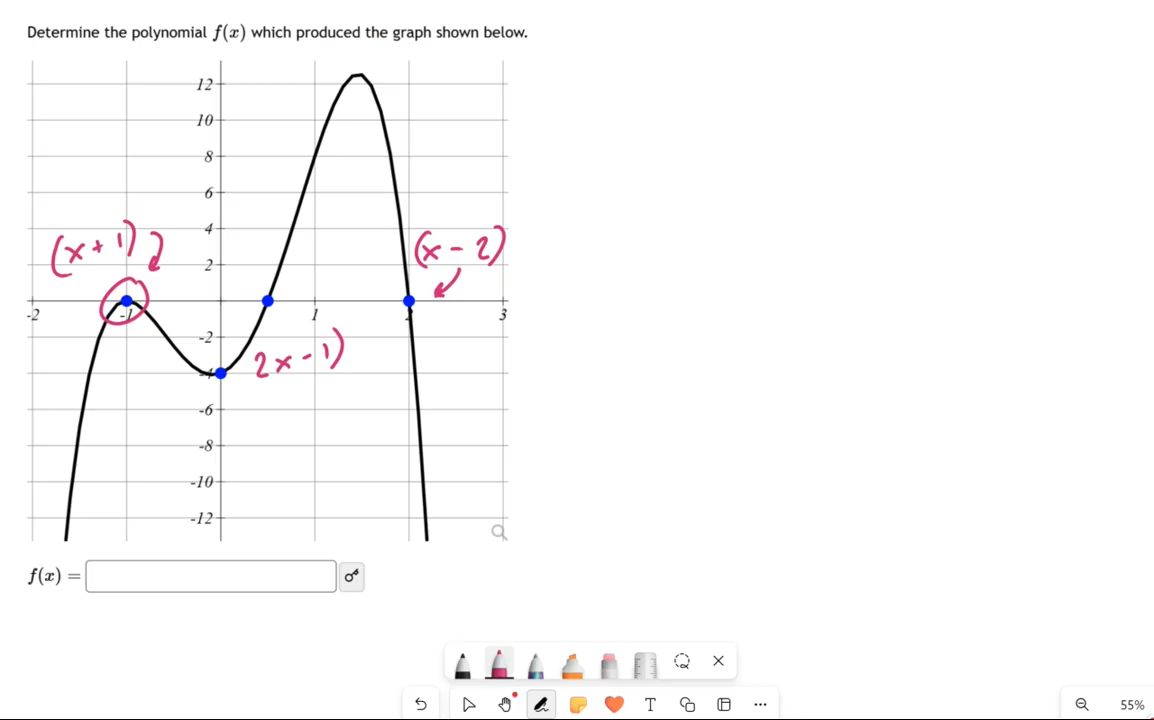 Determine the polynomial f(x) which produced the graph shown below.
12
10
8
6
(x+1)
(x-2)
4
2
-2 -1 1 2 3
-2
2x-1)
-4
-6
-8
-10
-12
f(x) =
55%